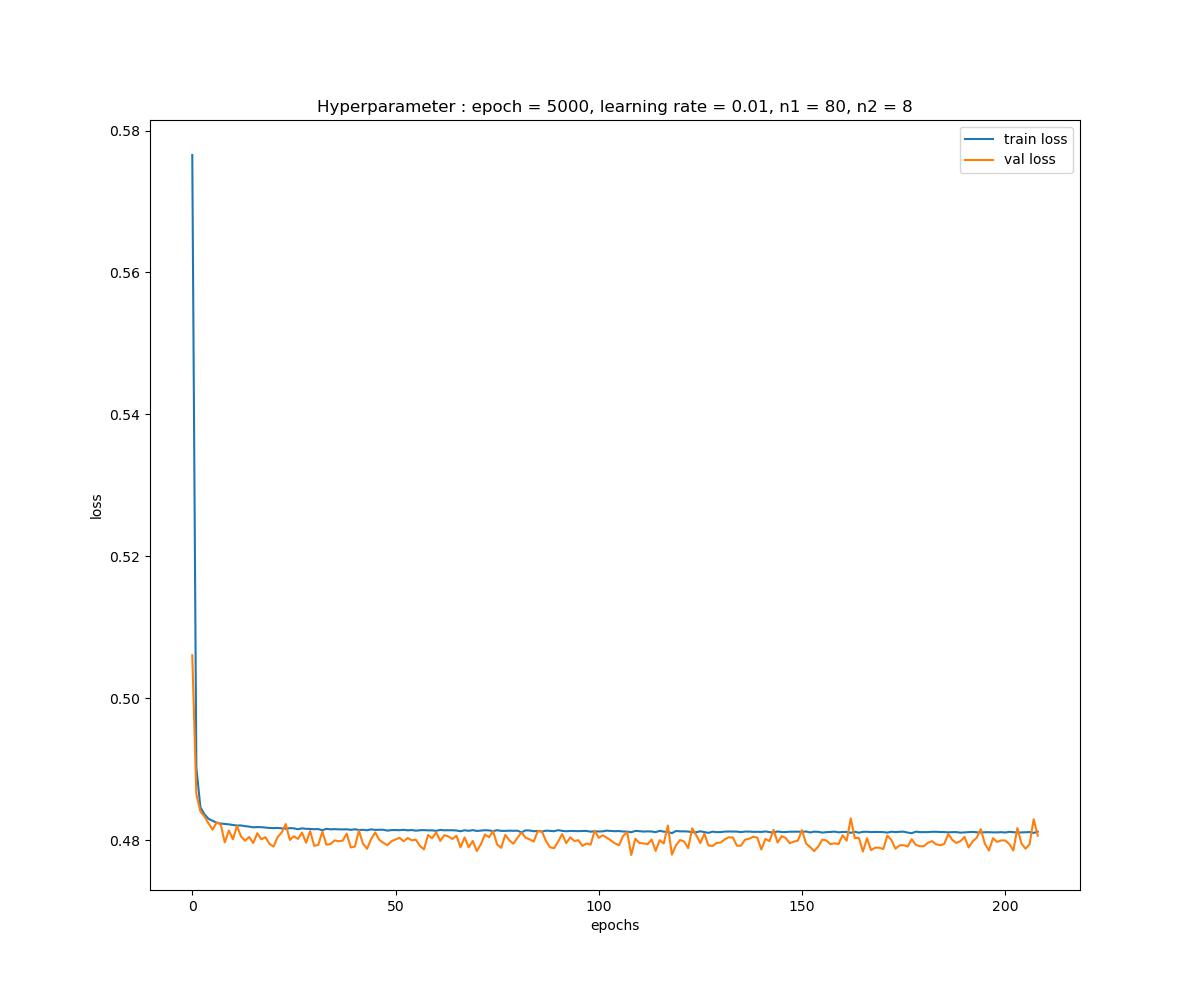 Hyperparameter : epoch = 5000, learning rate = 0.01, n1 = 80, n2 = 8
train loss
val loss
0.58
0.56
0.54
0.52
0.50
0.48
loss
0
50
100
150
200
epochs